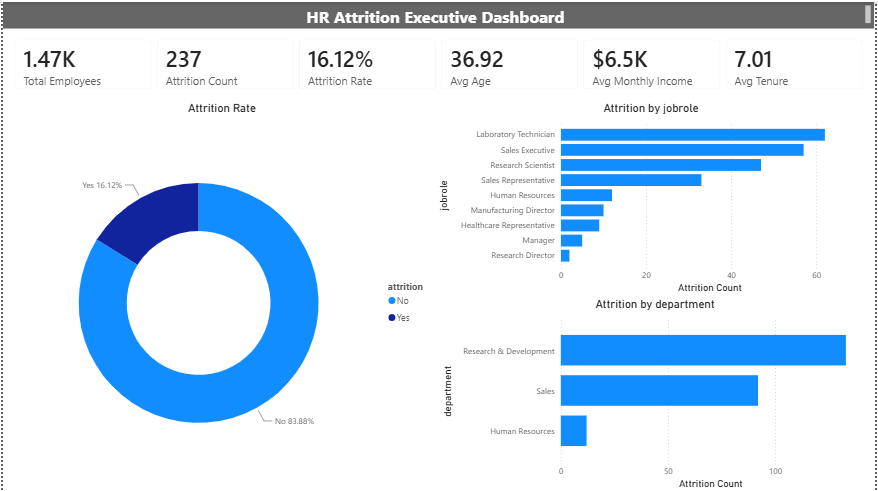 HR Attrition Executive Dashboard
1.47K
Total Employees
237
Attrition Count
16.12%
Attrition Rate
36.92
Avg Age
$6.5K
Avg Monthly Income
7.01
Avg Tenure
Attrition Rate
Yes 16.12%
No 83.88%
attrition
No
Yes
Attrition by jobrole
jobrole
Laboratory Technician
Sales Executive
Research Scientist
Sales Representative
Human Resources
Manufacturing Director
Healthcare Representative
Manager
Research Director
0 20 40 60
Attrition Count
Attrition by department
department
Research & Development
Sales
Human Resources
0 50 100
Attrition Count